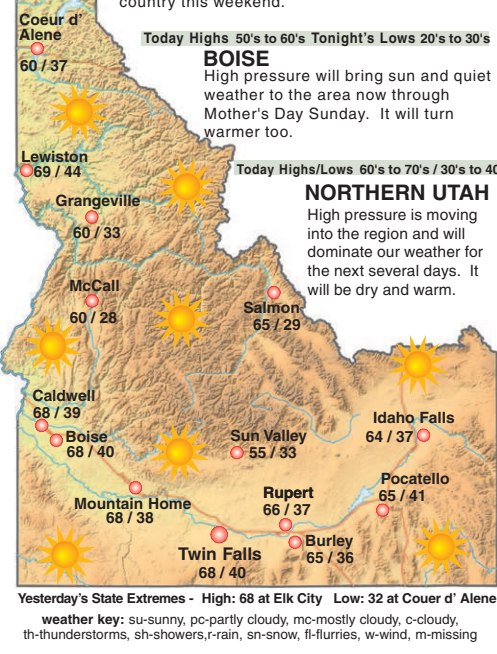 country this weekend.
Today Highs 50's to 60's Tonight's Lows 20's to 30's
BOISE
High pressure will bring sun and quiet
weather to the area now through
Mother's Day Sunday. It will turn
warmer too.
Today Highs/Lows 60's to 70's / 30's to 40
NORTHERN UTAH
High pressure is moving
into the region and will
dominate our weather for
the next several days. It
will be dry and warm.
Coeur d'
Alene
60 / 37
Lewiston
69 / 44
Grangeville
60 / 33
McCall
60 / 28
Salmon
65 / 29
Caldwell
68 / 39
Boise
68 / 40
Sun Valley
55 / 33
Idaho Falls
64 / 37
Mountain Home
68 / 38
Rupert
66 / 37
Pocatello
65 / 41
Twin Falls
68 / 40
Burley
65 / 36
Yesterday's State Extremes - High: 68 at Elk City Low: 32 at Couer d' Alene
weather key: su-sunny, pc-partly cloudy, mc-mostly cloudy, c-cloudy,
th-thunderstorms, sh-showers,r-rain, sn-snow, fl-flurries, w-wind, m-missing